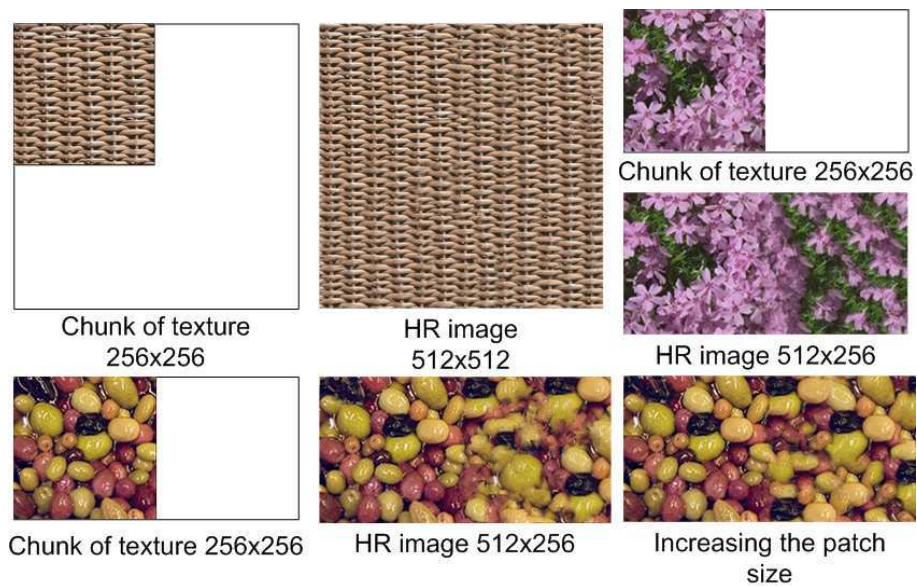 Chunk of texture
256x256
HR image
512x512
Chunk of texture 256x256
HR image 512x256
Chunk of texture 256x256
HR image 512x256
Increasing the patch
size